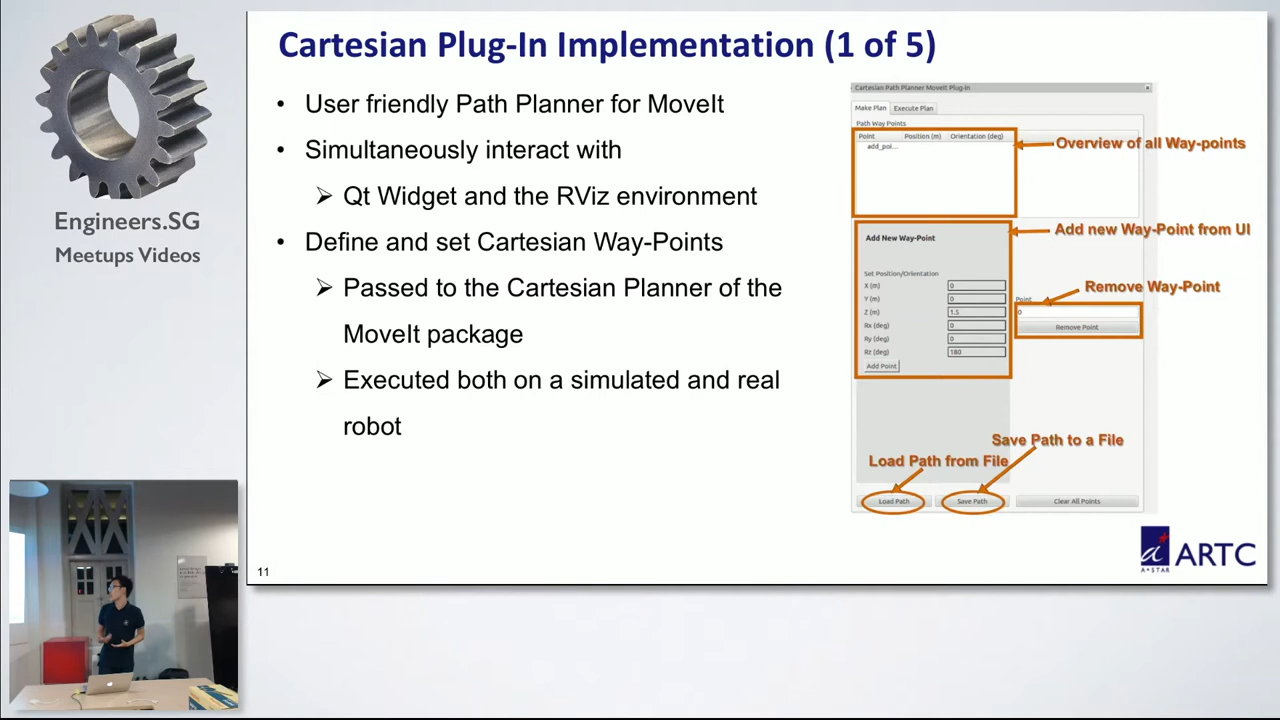 Cartesian Plug-In Implementation (1 of 5)
• User friendly Path Planner for MoveIt
• Simultaneously interact with
➢ Qt Widget and the RViz environment
• Define and set Cartesian Way-Points
➢ Passed to the Cartesian Planner of the
MoveIt package
➢ Executed both on a simulated and real
robot
Engineers.SG
Meetups Videos
Cartesian Path Planner MoveIt Plug-In
Make Plan Execute Plan
Path Way Points
Point Position (m) Orientation (deg)
add_poi...
Overview of all Way-points
Add New Way-Point
Add new Way-Point from UI
Set Position/Orientation
X (m) 0
Y (m) 0
Z (m) 1.5
Rx (deg) 0
Ry (deg) 0
Rz (deg) 180
Add Point
Remove Way-Point
Point
0
Remove Point
Save Path to a File
Load Path from File
Load Path Save Path Clear All Points
11
A*STAR
ARTC